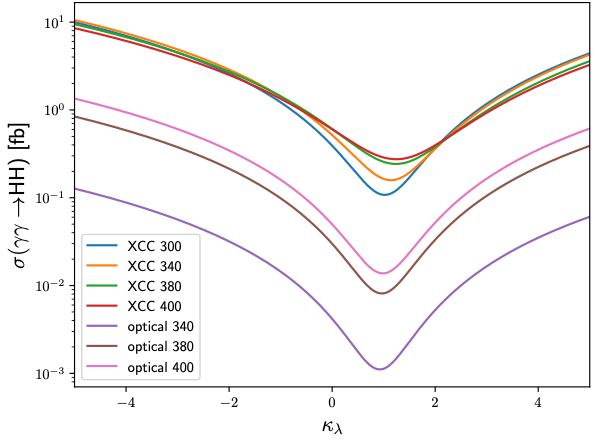 σ(γγ →HH) [fb]
10¹
10⁰
10⁻¹
10⁻²
10⁻³
XCC 300
XCC 340
XCC 380
XCC 400
optical 340
optical 380
optical 400
−4 −2 0 2 4
κλ